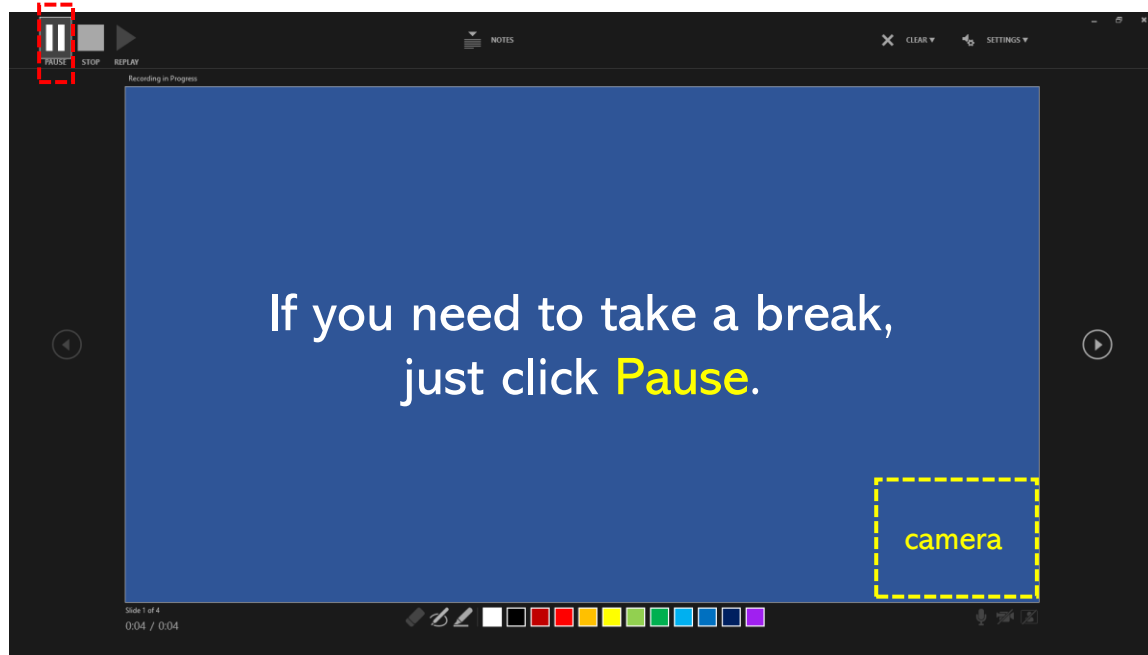 NOTES
CLEAR ▾
SETTINGS ▾
PAUSE STOP REPLAY
Recording in Progress
If you need to take a break,
just click Pause.
camera
Slide 1 of 4
0:04 / 0:04